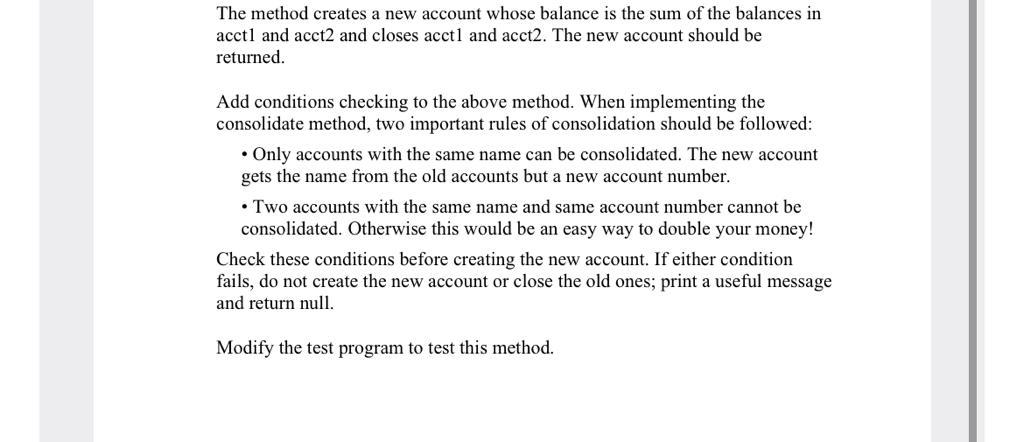 The method creates a new account whose balance is the sum of the balances in
acct1 and acct2 and closes acct1 and acct2. The new account should be
returned.
Add conditions checking to the above method. When implementing the
consolidate method, two important rules of consolidation should be followed:
• Only accounts with the same name can be consolidated. The new account
gets the name from the old accounts but a new account number.
• Two accounts with the same name and same account number cannot be
consolidated. Otherwise this would be an easy way to double your money!
Check these conditions before creating the new account. If either condition
fails, do not create the new account or close the old ones; print a useful message
and return null.
Modify the test program to test this method.